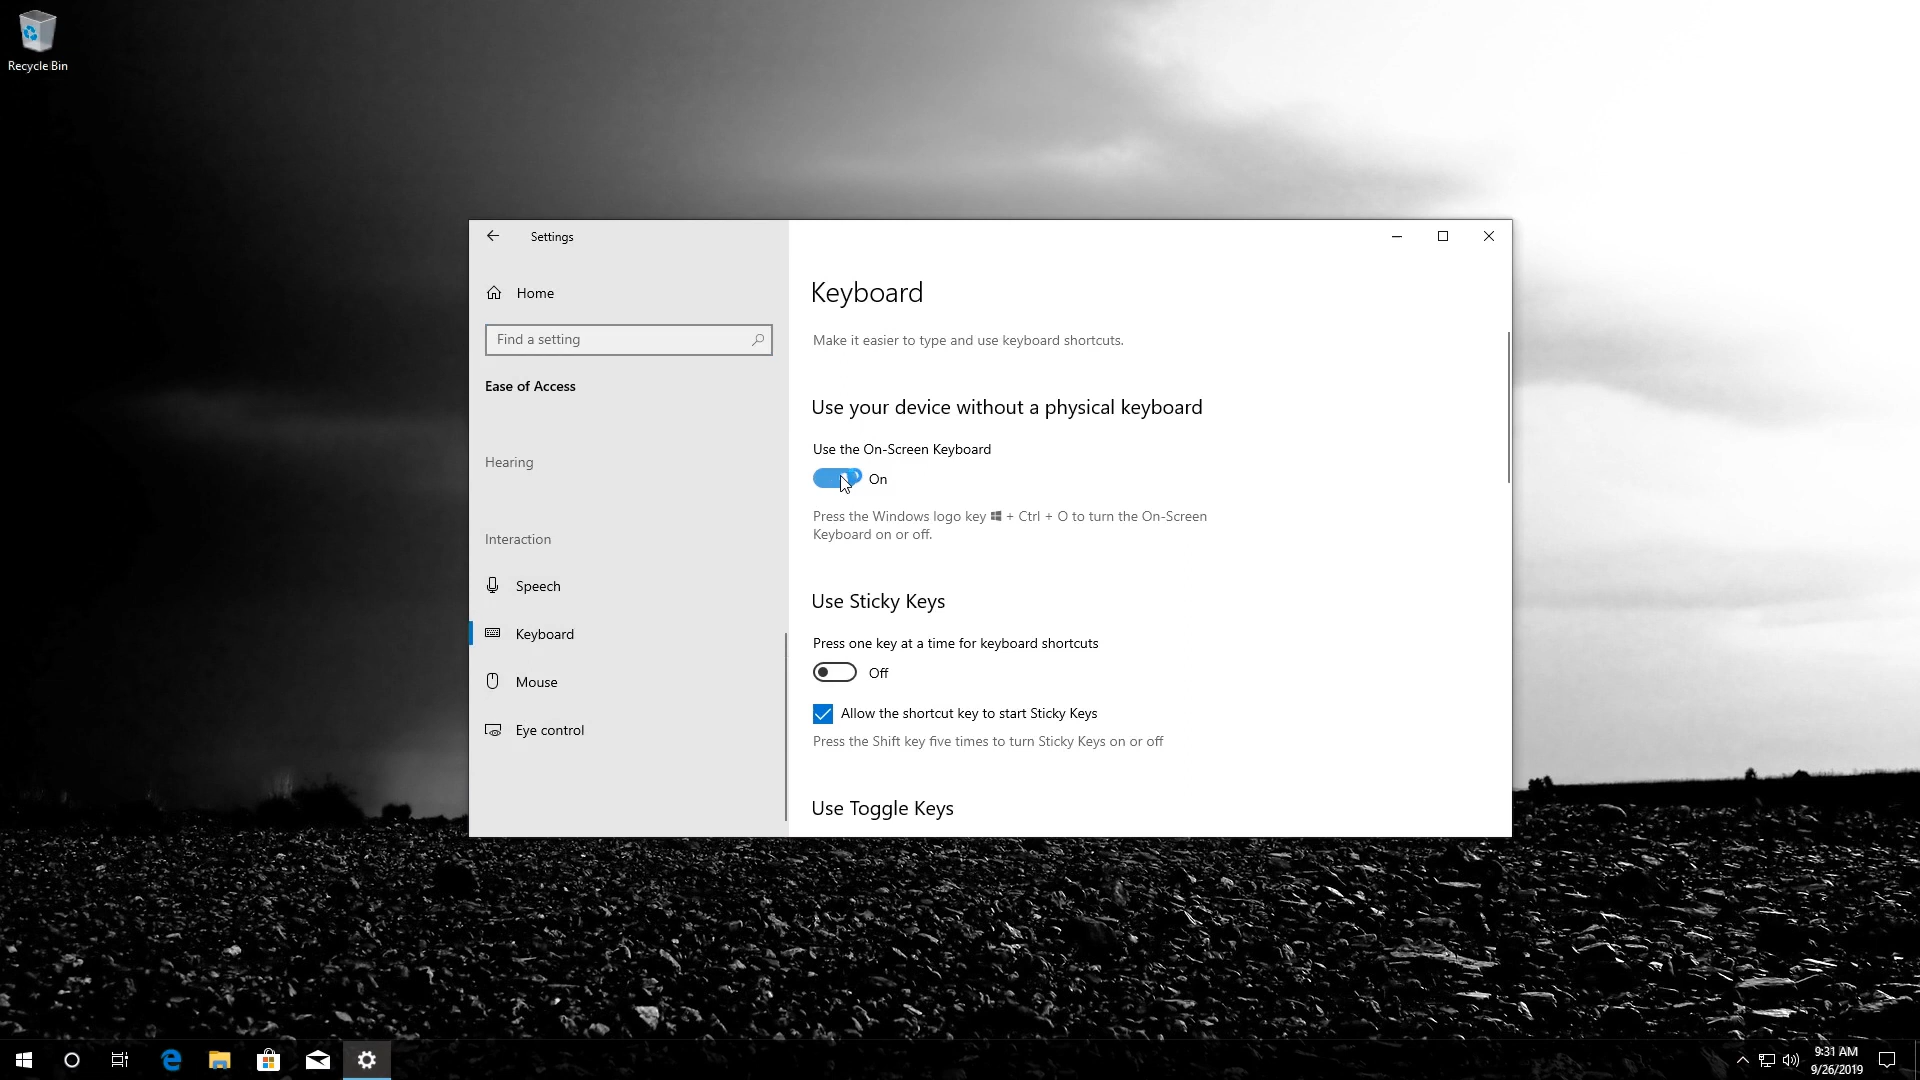 Recycle Bin
Settings
Home
Find a setting
Ease of Access
Hearing
Interaction
Speech
Keyboard
Mouse
Eye control
Keyboard
Make it easier to type and use keyboard shortcuts.
Use your device without a physical keyboard
Use the On-Screen Keyboard
On
Press the Windows logo key + Ctrl + O to turn the On-Screen
Keyboard on or off.
Use Sticky Keys
Press one key at a time for keyboard shortcuts
Off
Allow the shortcut key to start Sticky Keys
Press the Shift key five times to turn Sticky Keys on or off
Use Toggle Keys
9:31 AM
9/26/2019